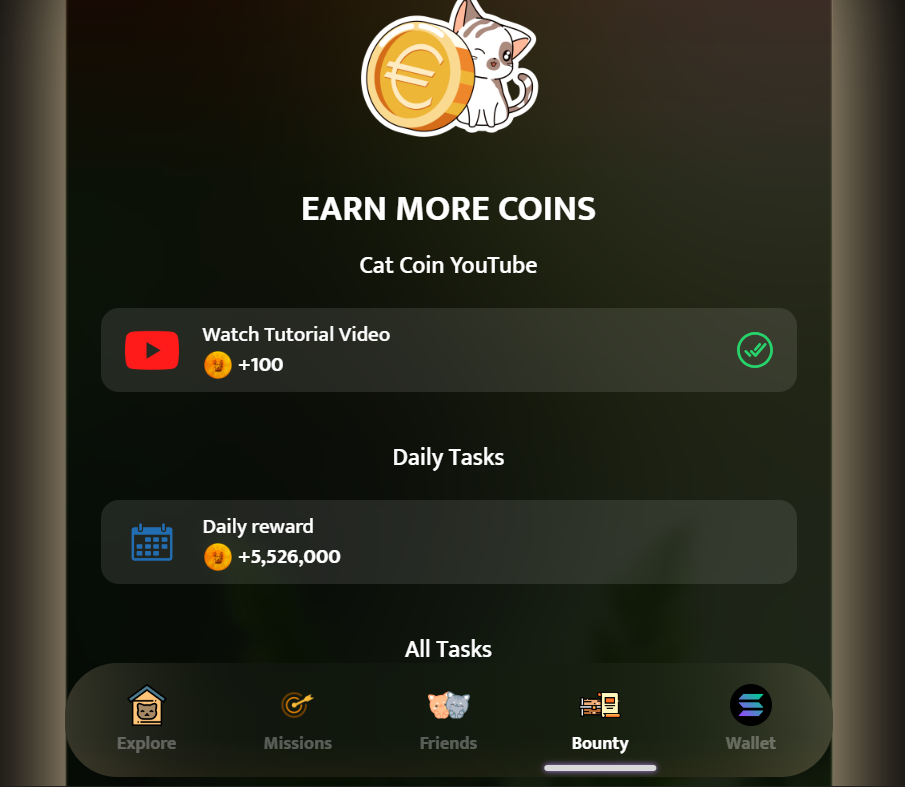 €
EARN MORE COINS
Cat Coin YouTube
Watch Tutorial Video
+100
Daily Tasks
Daily reward
+5,526,000
All Tasks
Explore
Missions
Friends
Bounty
Wallet